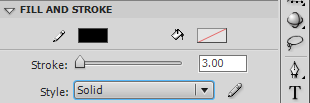 FILL AND STROKE
Stroke: 3.00
Style: Solid
T